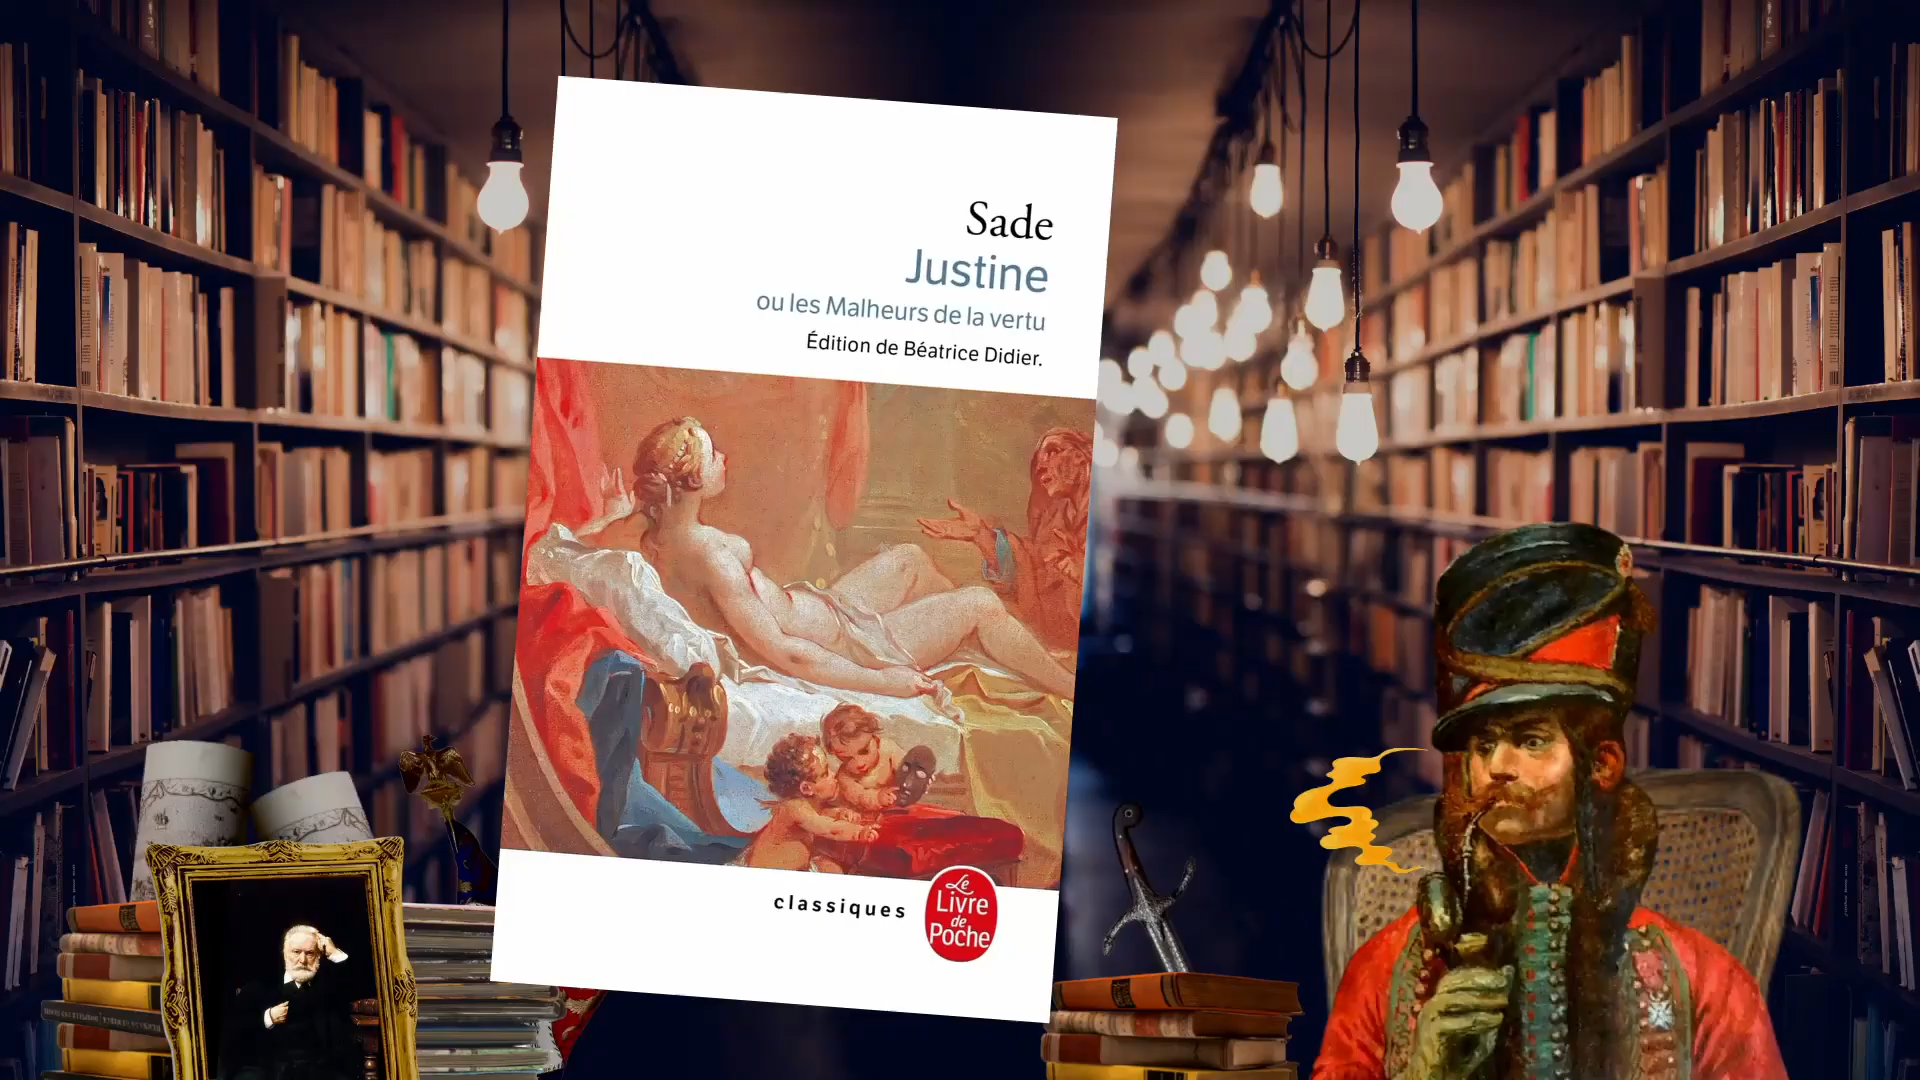 Sade
Justine
ou les Malheurs de la vertu
Édition de Béatrice Didier.
classiques
Le
Livre
de
Poche